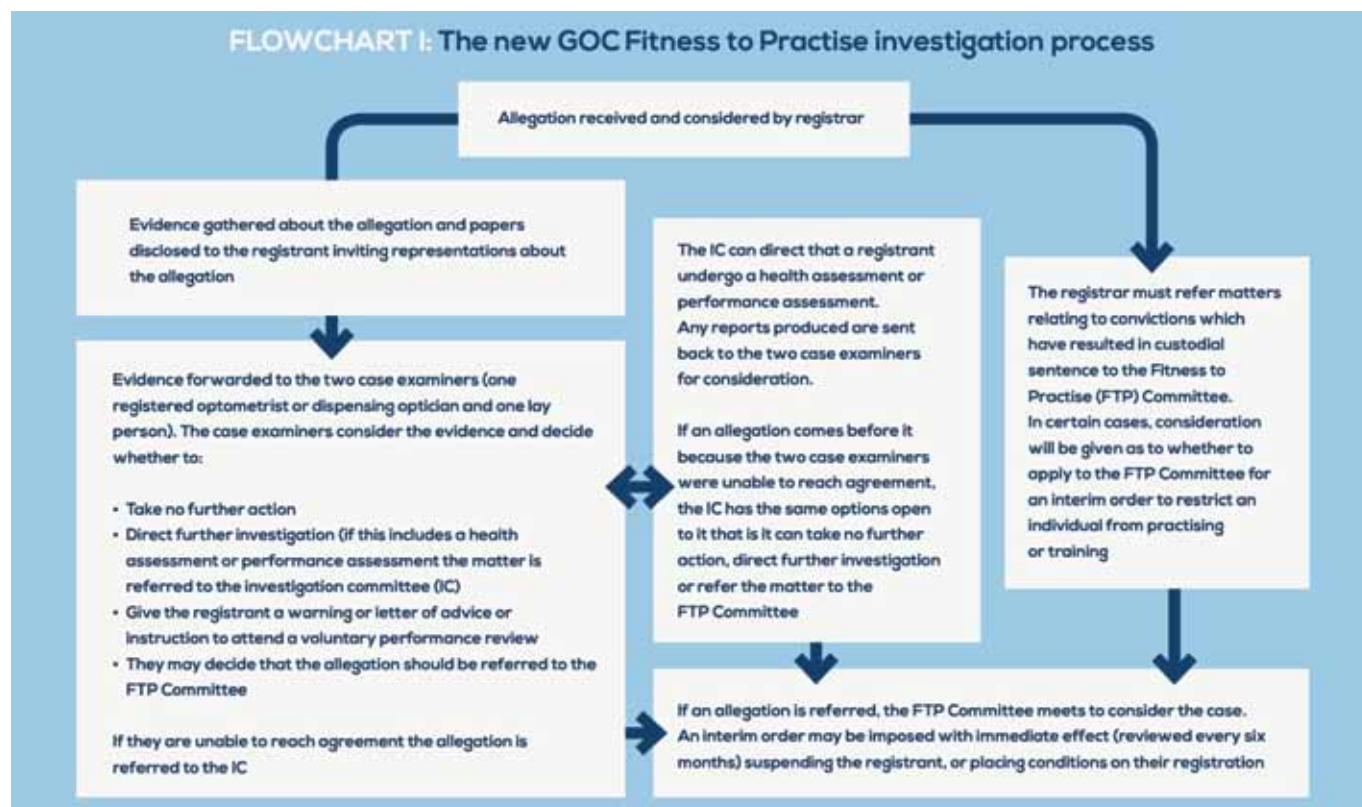 FLOWCHART I: The new GOC Fitness to Practise investigation process
Allegation received and considered by registrar
Evidence gathered about the allegation and papers
disclosed to the registrant inviting representations about
the allegation
Evidence forwarded to the two case examiners (one
registered optometrist or dispensing optician and one lay
person). The case examiners consider the evidence and decide
whether to:
• Take no further action
• Direct further investigation (if this includes a health
assessment or performance assessment the matter is
referred to the investigation committee (IC)
• Give the registrant a warning or letter of advice or
instruction to attend a voluntary performance review
• They may decide that the allegation should be referred to the
FTP Committee
If they are unable to reach agreement the allegation is
referred to the IC
The IC can direct that a registrant
undergo a health assessment or
performance assessment.
Any reports produced are sent
back to the two case examiners
for consideration.
If an allegation comes before it
because the two case examiners
were unable to reach agreement,
the IC has the same options open
to it that is it can take no further
action, direct further investigation
or refer the matter to the
FTP Committee
The registrar must refer matters
relating to convictions which
have resulted in custodial
sentence to the Fitness to
Practise (FTP) Committee.
In certain cases, consideration
will be given as to whether to
apply to the FTP Committee for
an interim order to restrict an
individual from practising
or training
If an allegation is referred, the FTP Committee meets to consider the case.
An interim order may be imposed with immediate effect (reviewed every six
months) suspending the registrant, or placing conditions on their registration